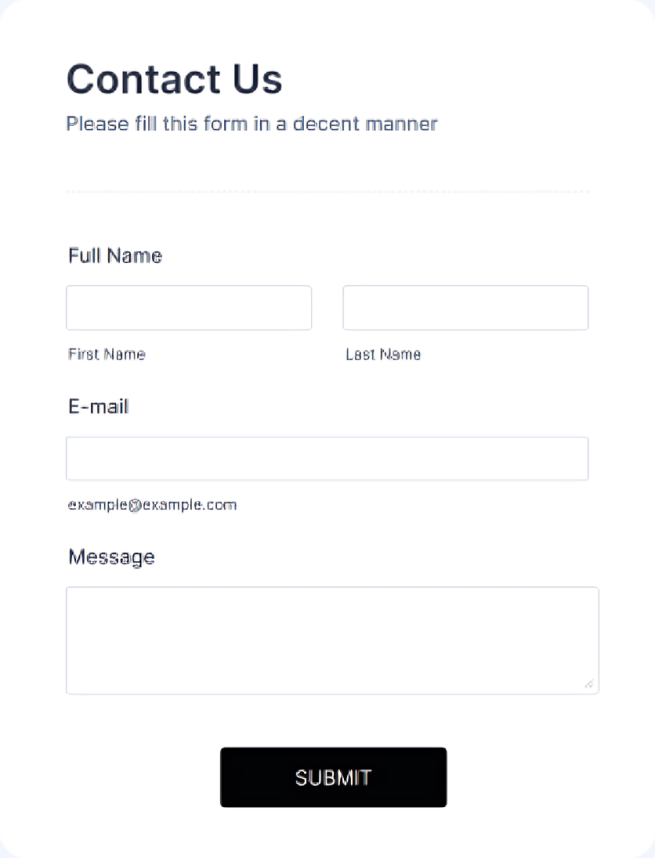 Contact Us
Please fill this form in a decent manner
Full Name
First Name Last Name
E-mail
example@example.com
Message
SUBMIT